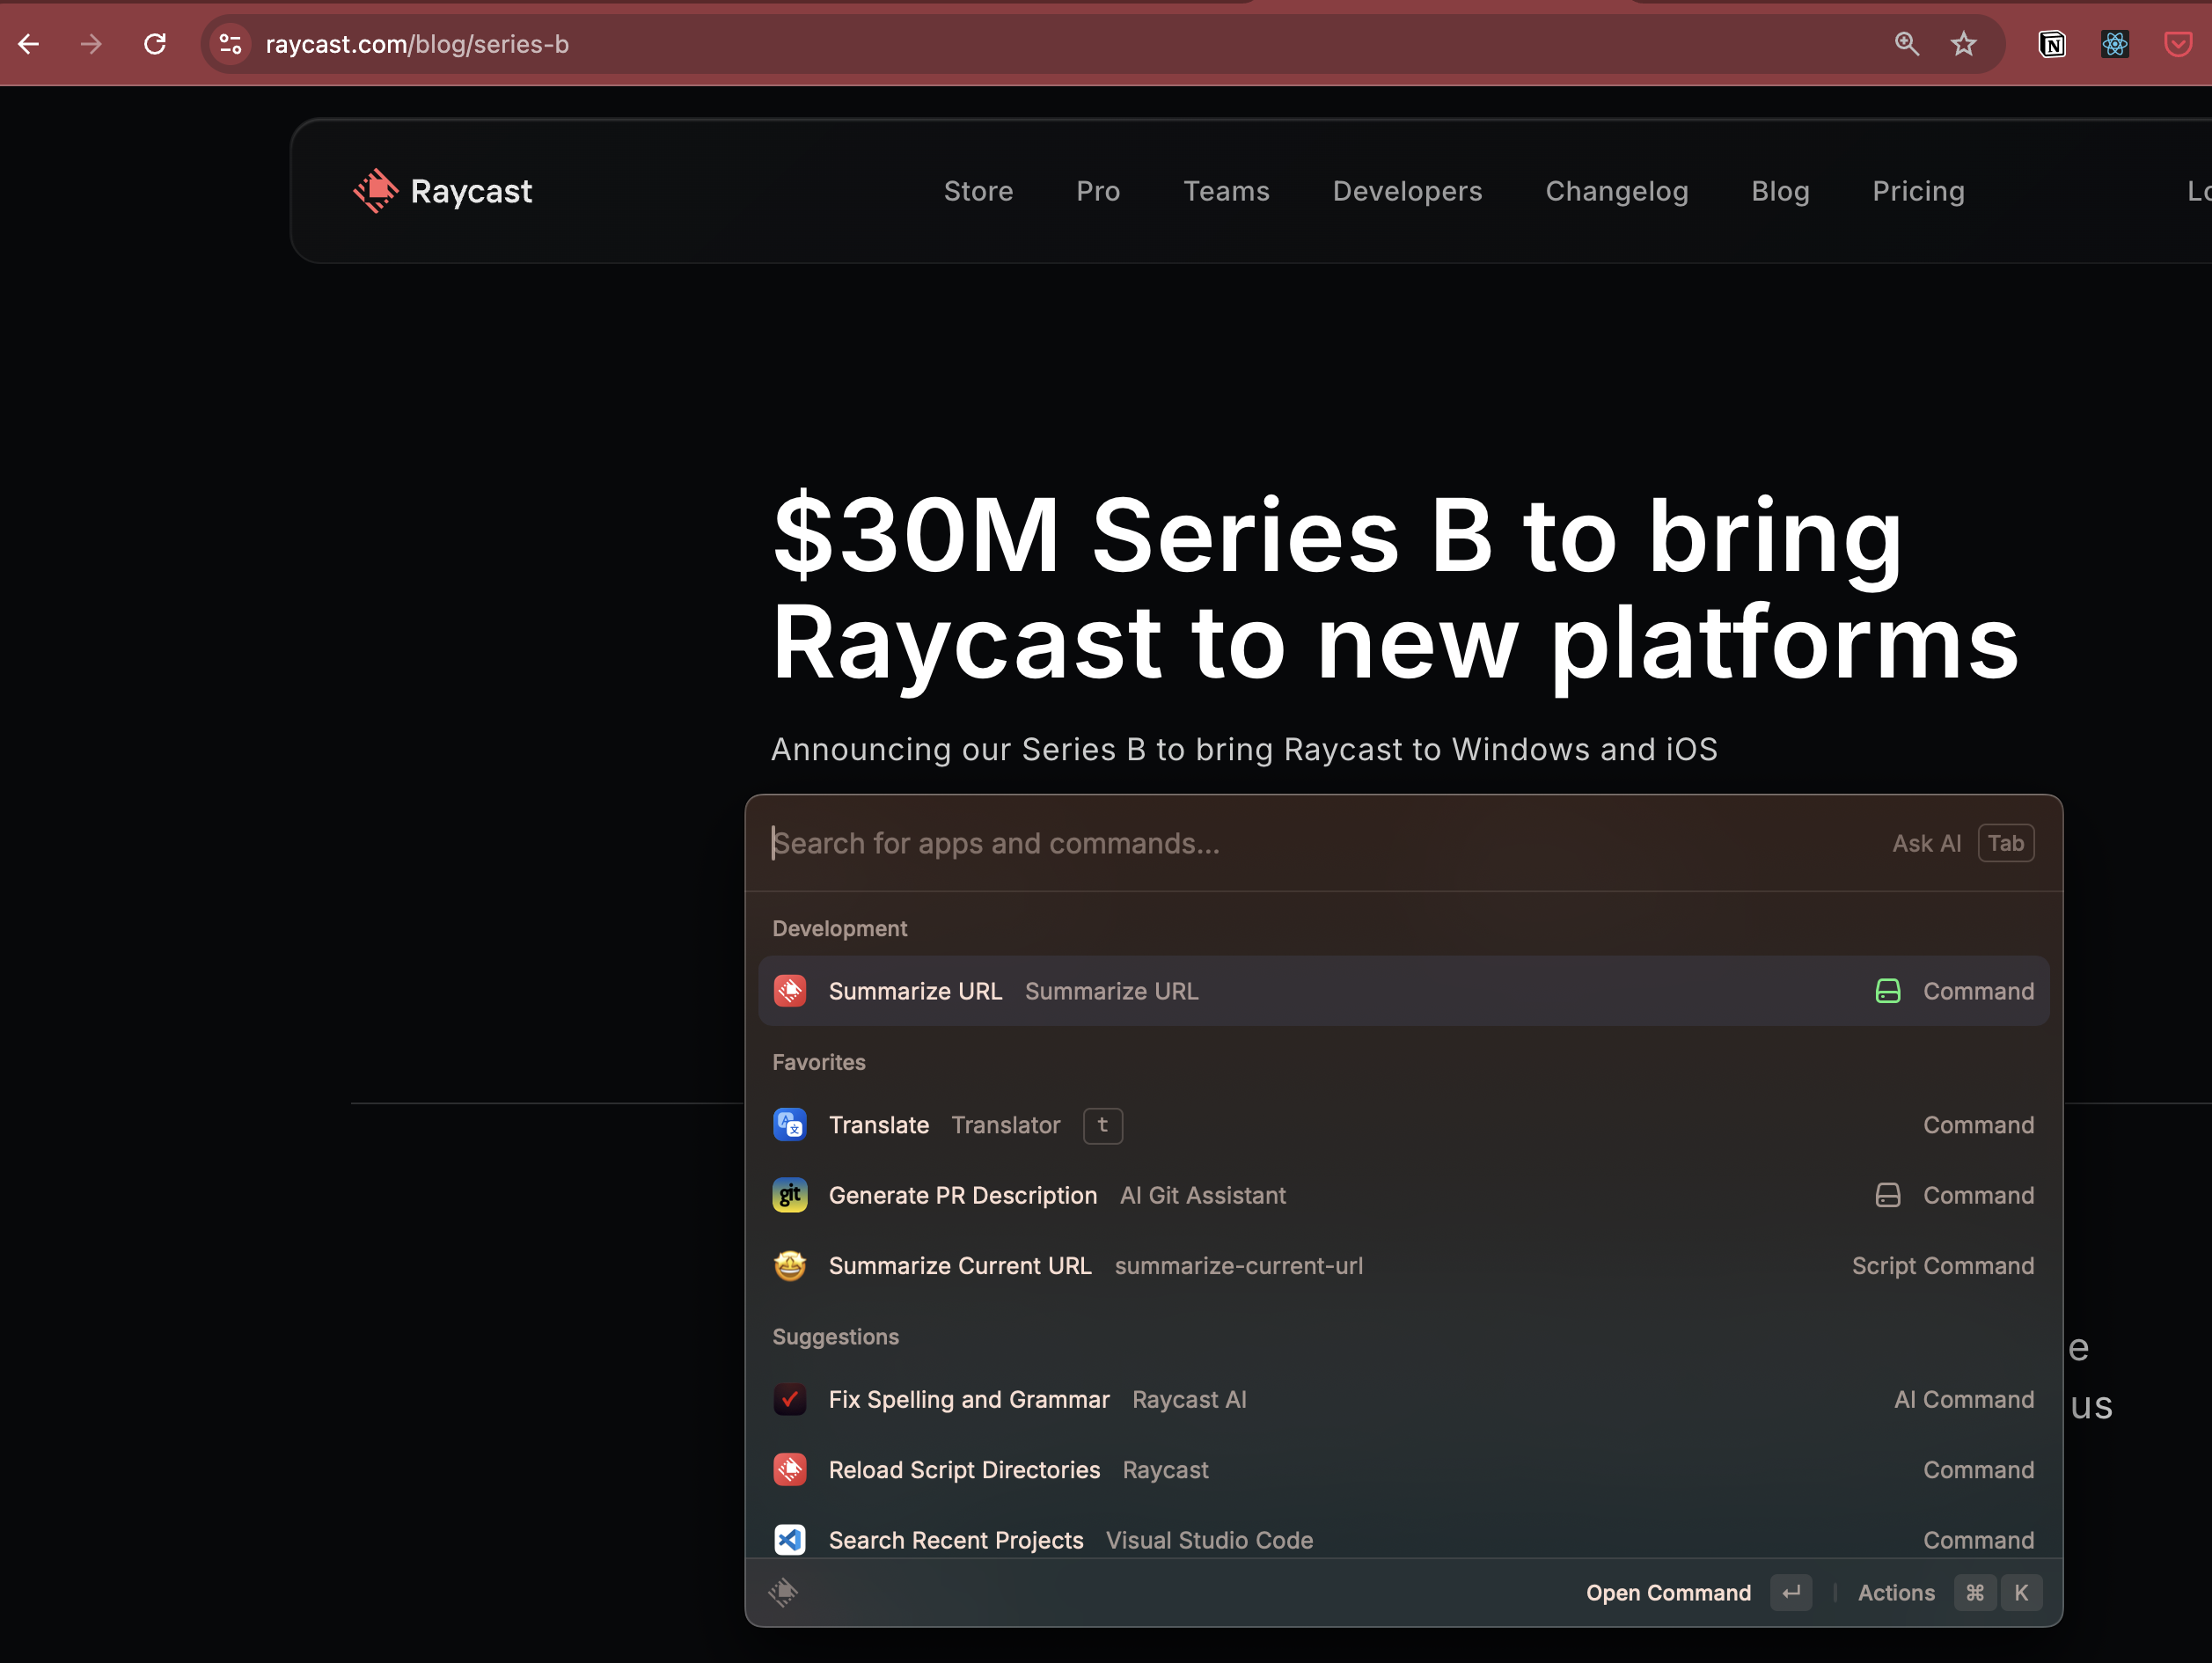 raycast.com/blog/series-b
Raycast
Store Pro Teams Developers Changelog Blog Pricing
$30M Series B to bring
Raycast to new platforms
Announcing our Series B to bring Raycast to Windows and iOS
Search for apps and commands...
Ask AI Tab
Development
Summarize URL Summarize URL Command
Favorites
Translate Translator t Command
git Generate PR Description AI Git Assistant Command
Summarize Current URL summarize-current-url Script Command
Suggestions
Fix Spelling and Grammar Raycast AI AI Command
Reload Script Directories Raycast Command
Search Recent Projects Visual Studio Code Command
Open Command ↵ Actions ⌘ K